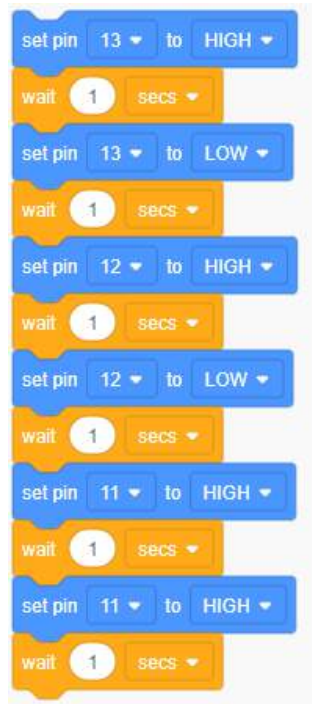 set pin 13 to HIGH
wait 1 secs
set pin 13 to LOW
wait 1 secs
set pin 12 to HIGH
wait 1 secs
set pin 12 to LOW
wait 1 secs
set pin 11 to HIGH
wait 1 secs
set pin 11 to HIGH
wait 1 secs